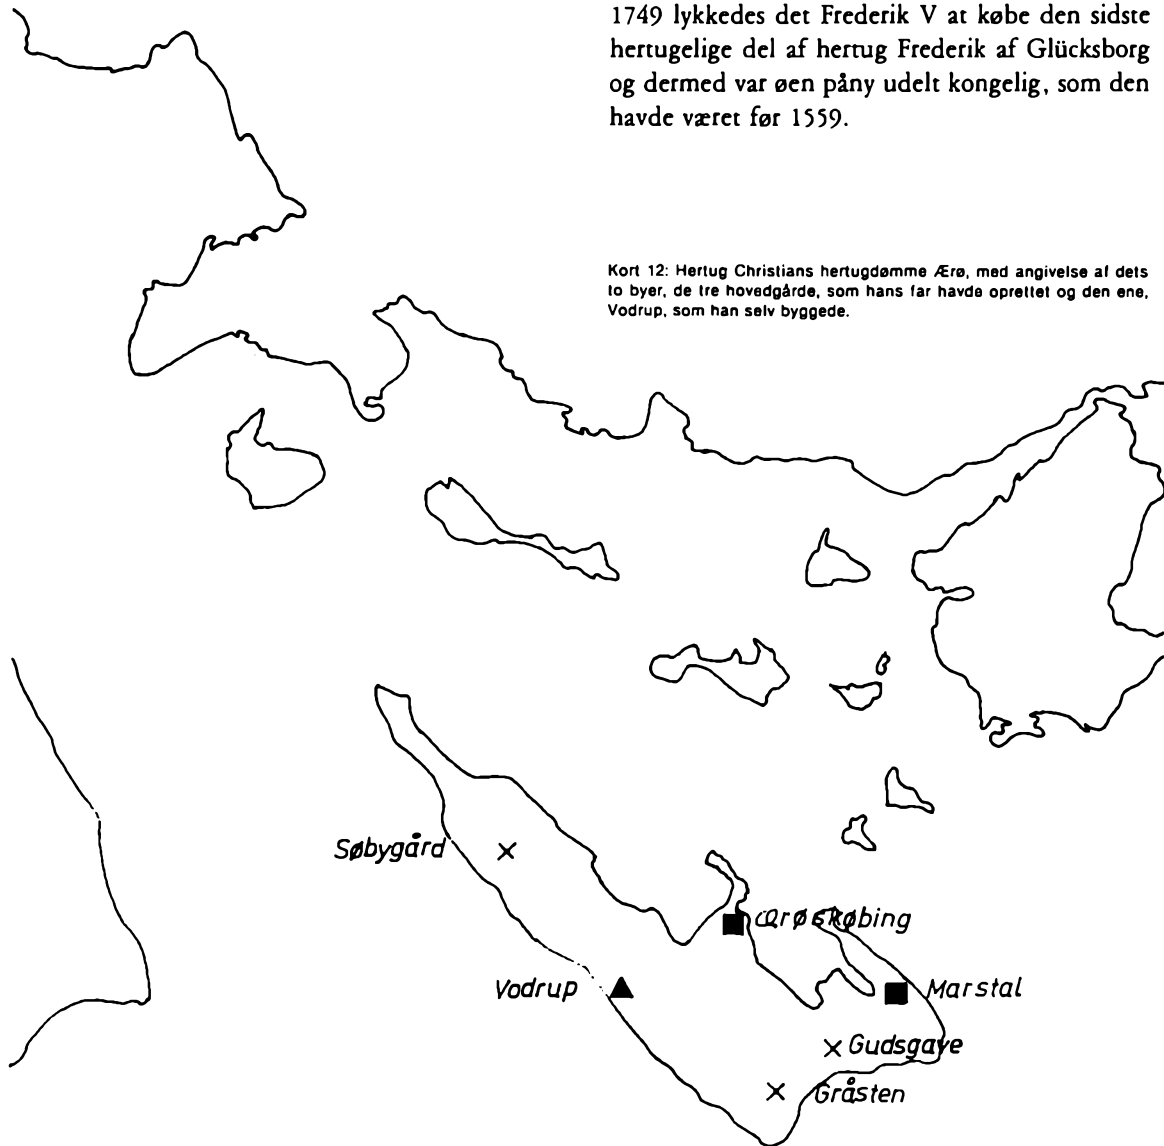 1749 lykkedes det Frederik V at købe den sidste
hertugelige del af hertug Frederik af Glücksborg
og dermed var øen påny udelt kongelig, som den
havde været før 1559.
Kort 12: Hertug Christians hertugdømme Ærø, med angivelse af dets
to byer, de tre hovedgårde, som hans far havde oprettet og den ene,
Vodrup, som han selv byggede.
Søbygård
Ærøskøbing
Vodrup
Marstal
Gudsgave
Gråsten